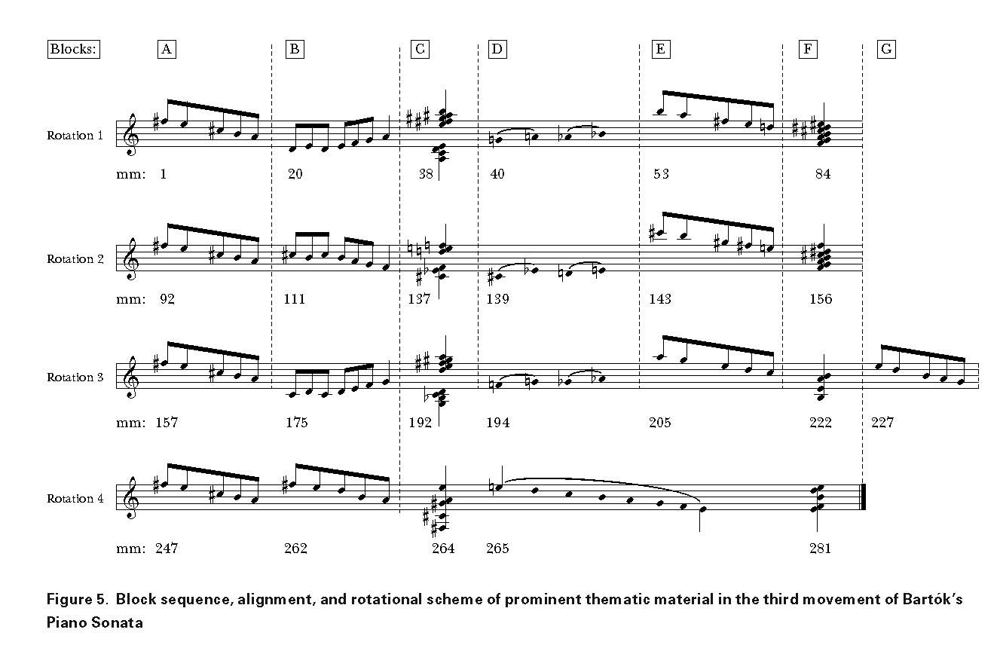 Blocks: A B C D E F G
Rotation 1
mm: 1 20 38 40 53 84
Rotation 2
mm: 92 111 137 139 143 156
Rotation 3
mm: 157 175 192 194 205 222 227
Rotation 4
mm: 247 262 264 265 281
Figure 5. Block sequence, alignment, and rotational scheme of prominent thematic material in the third movement of Bartók’s
Piano Sonata